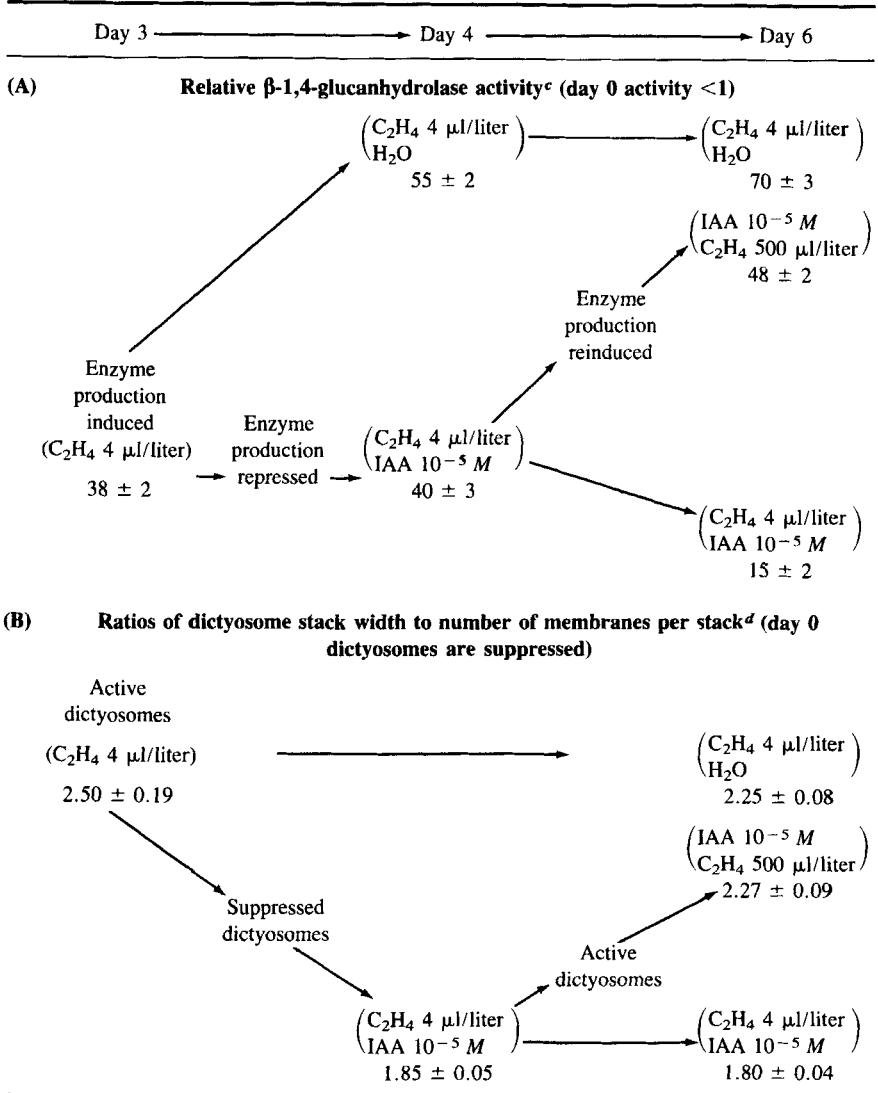 Day 3 Day 4 Day 6
(A) Relative β-1,4-glucanhydrolase activityᶜ (day 0 activity <1)
(C₂H₄ 4 μl/liter
H₂O)
55 ± 2
(C₂H₄ 4 μl/liter
H₂O)
70 ± 3
(IAA 10⁻⁵ M
C₂H₄ 500 μl/liter)
48 ± 2
Enzyme
production
reinduced
Enzyme
production
induced
(C₂H₄ 4 μl/liter)
38 ± 2
Enzyme
production
repressed
(C₂H₄ 4 μl/liter
IAA 10⁻⁵ M)
40 ± 3
(C₂H₄ 4 μl/liter
IAA 10⁻⁵ M)
15 ± 2
(B) Ratios of dictyosome stack width to number of membranes per stackᵈ (day 0
dictyosomes are suppressed)
Active
dictyosomes
(C₂H₄ 4 μl/liter)
2.50 ± 0.19
(C₂H₄ 4 μl/liter
H₂O)
2.25 ± 0.08
(IAA 10⁻⁵ M
C₂H₄ 500 μl/liter)
2.27 ± 0.09
Suppressed
dictyosomes
Active
dictyosomes
(C₂H₄ 4 μl/liter
IAA 10⁻⁵ M)
1.85 ± 0.05
(C₂H₄ 4 μl/liter
IAA 10⁻⁵ M)
1.80 ± 0.04